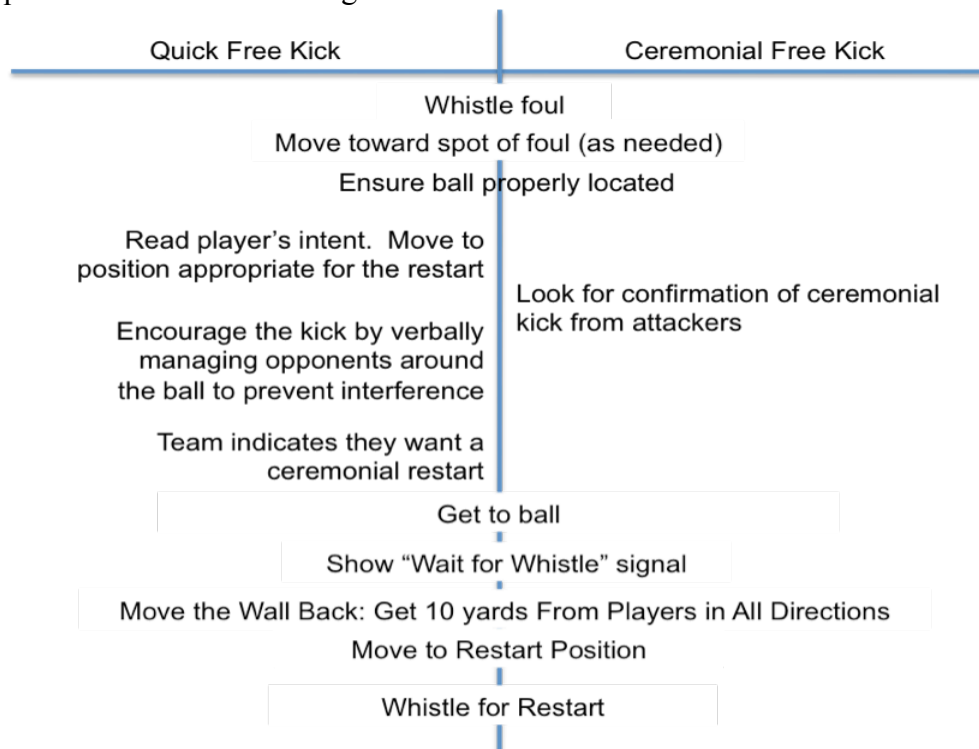 Quick Free Kick
Ceremonial Free Kick
Whistle foul
Move toward spot of foul (as needed)
Ensure ball properly located
Read player's intent.  Move to
position appropriate for the restart
Look for confirmation of ceremonial
kick from attackers
Encourage the kick by verbally
managing opponents around
the ball to prevent interference
Team indicates they want a
ceremonial restart
Get to ball
Show “Wait for Whistle” signal
Move the Wall Back: Get 10 yards From Players in All Directions
Move to Restart Position
Whistle for Restart